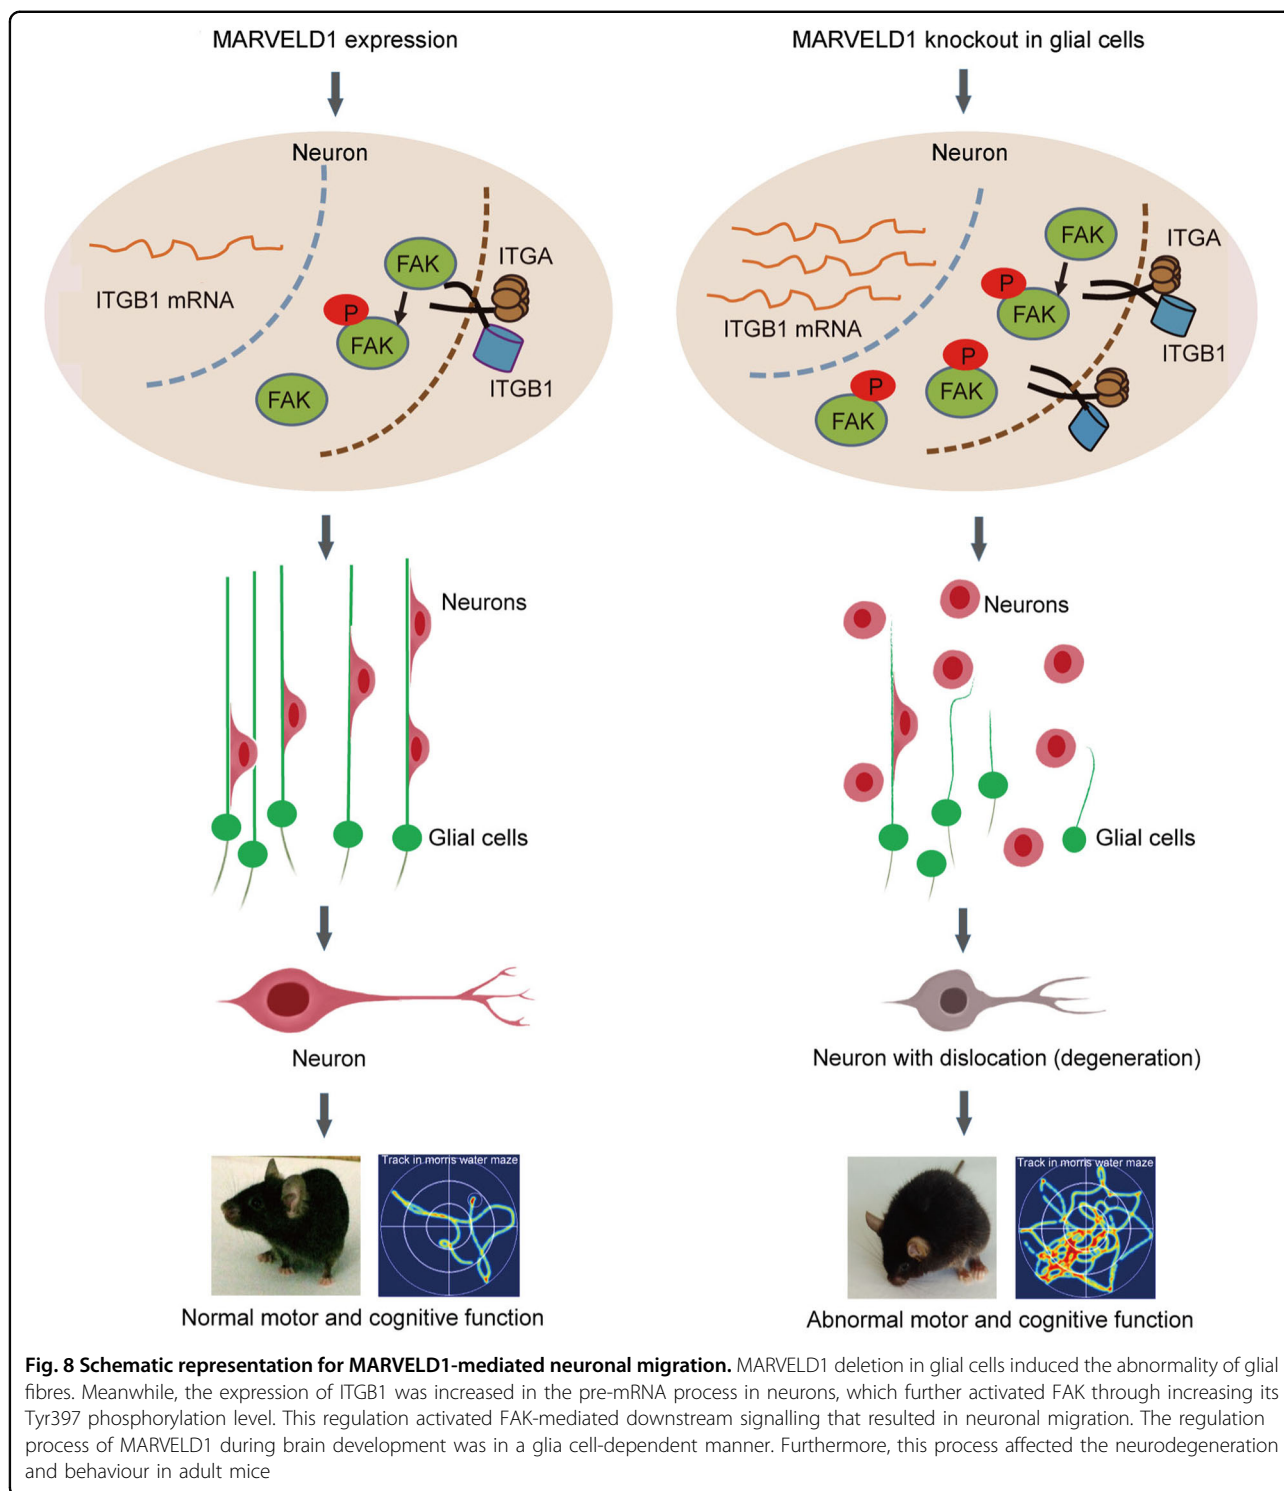 MARVELD1 expression
MARVELD1 knockout in glial cells
Neuron
FAK
ITGA
ITGB1 mRNA
P
FAK
ITGB1
FAK
Neuron
FAK
ITGA
P
FAK
ITGB1 mRNA
ITGB1
P
FAK
P
FAK
Neurons
Glial cells
Neurons
Glial cells
Neuron
Neuron with dislocation (degeneration)
Track in morris water maze
Track in morris water maze
Normal motor and cognitive function
Abnormal motor and cognitive function
Fig. 8 Schematic representation for MARVELD1-mediated neuronal migration. MARVELD1 deletion in glial cells induced the abnormality of glial
fibres. Meanwhile, the expression of ITGB1 was increased in the pre-mRNA process in neurons, which further activated FAK through increasing its
Tyr397 phosphorylation level. This regulation activated FAK-mediated downstream signalling that resulted in neuronal migration. The regulation
process of MARVELD1 during brain development was in a glia cell-dependent manner. Furthermore, this process affected the neurodegeneration
and behaviour in adult mice